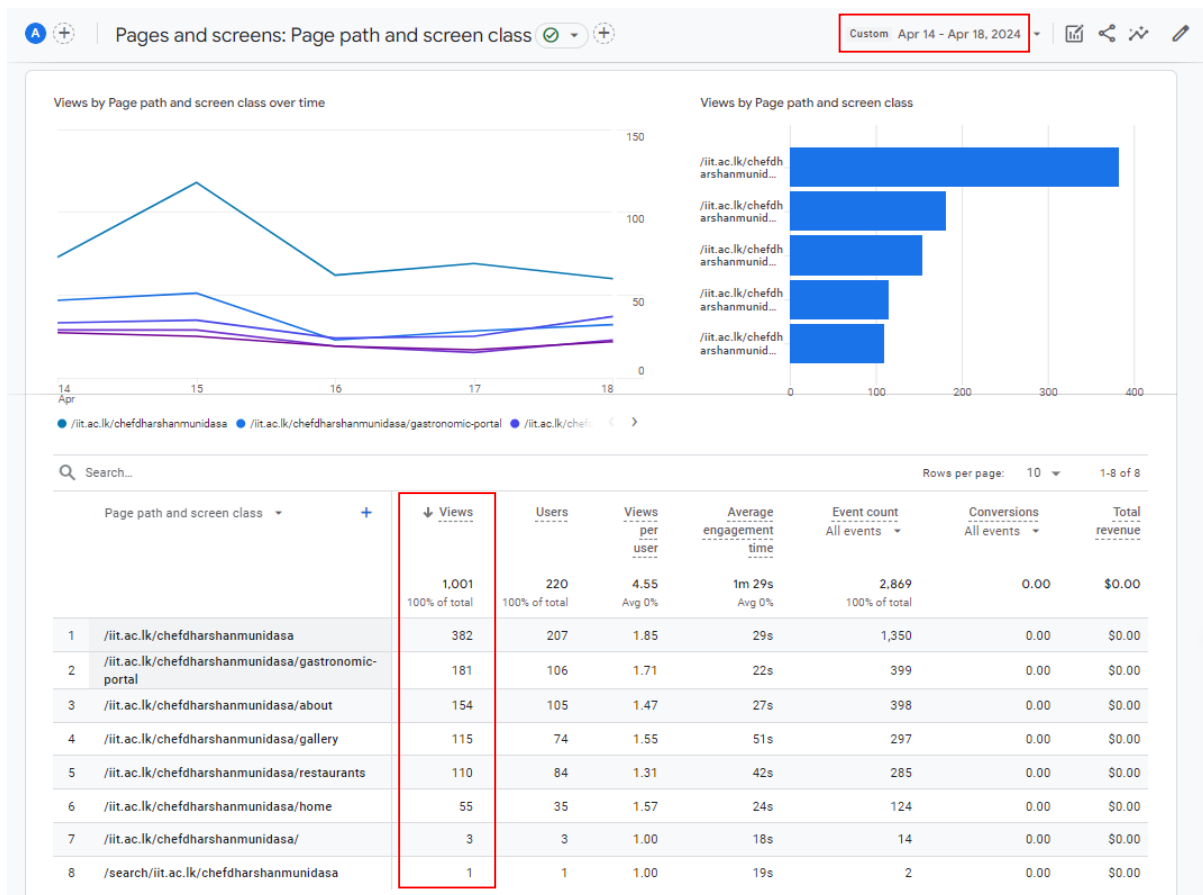 A
Pages and screens: Page path and screen class
Custom Apr 14 - Apr 18, 2024
Views by Page path and screen class over time
150
100
50
0
14
Apr
15
16
17
18
/iit.ac.lk/chefdharshanmunidasa /iit.ac.lk/chefdharshanmunidasa/gastronomic-portal /iit.ac.lk/chef
Views by Page path and screen class
/iit.ac.lk/chefdh
arshanmunid...
/iit.ac.lk/chefdh
arshanmunid...
/iit.ac.lk/chefdh
arshanmunid...
/iit.ac.lk/chefdh
arshanmunid...
/iit.ac.lk/chefdh
arshanmunid...
0 100 200 300 400
Search...
Rows per page: 10 1-8 of 8
Page path and screen class
Views
Users
Views
per
user
Average
engagement
time
Event count
All events
Conversions
All events
Total
revenue
1,001 220 4.55 1m 29s 2,869 0.00 $0.00
100% of total 100% of total Avg 0% Avg 0% 100% of total
1 /iit.ac.lk/chefdharshanmunidasa 382 207 1.85 29s 1,350 0.00 $0.00
2 /iit.ac.lk/chefdharshanmunidasa/gastronomic-
portal 181 106 1.71 22s 399 0.00 $0.00
3 /iit.ac.lk/chefdharshanmunidasa/about 154 105 1.47 27s 398 0.00 $0.00
4 /iit.ac.lk/chefdharshanmunidasa/gallery 115 74 1.55 51s 297 0.00 $0.00
5 /iit.ac.lk/chefdharshanmunidasa/restaurants 110 84 1.31 42s 285 0.00 $0.00
6 /iit.ac.lk/chefdharshanmunidasa/home 55 35 1.57 24s 124 0.00 $0.00
7 /iit.ac.lk/chefdharshanmunidasa/ 3 3 1.00 18s 14 0.00 $0.00
8 /search/iit.ac.lk/chefdharshanmunidasa 1 1 1.00 19s 2 0.00 $0.00